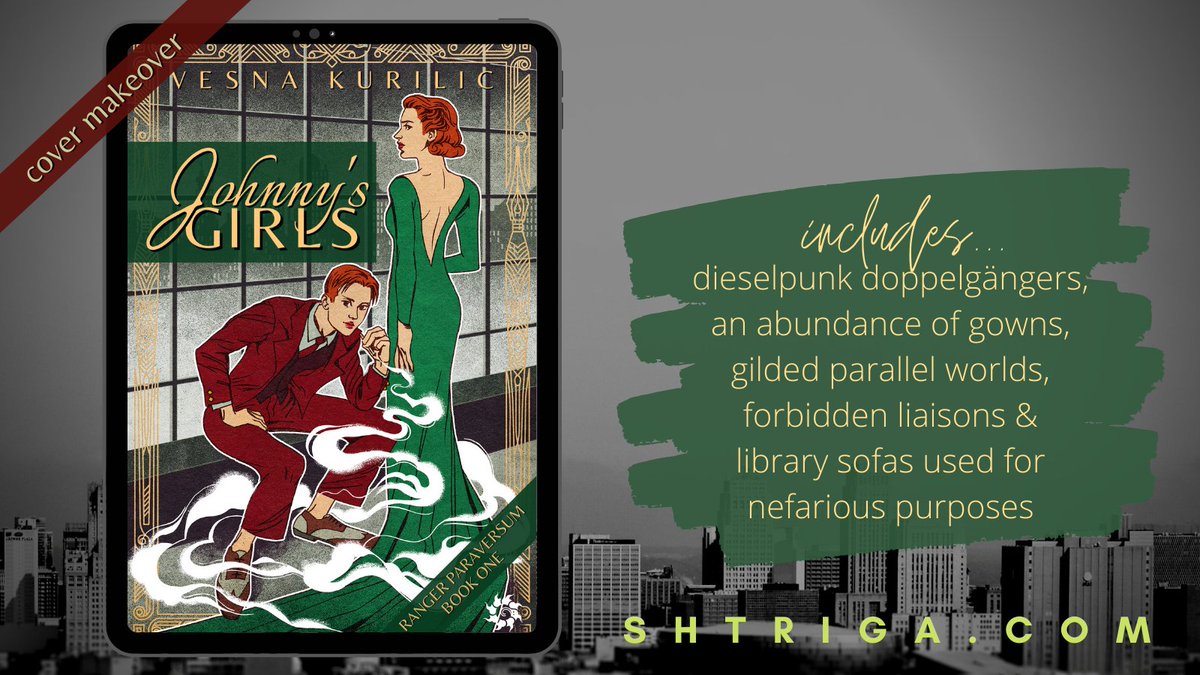 cover makeover
VESNA KURILIC
Johnny's
GIRLS
RANGER PARAVERSUM
BOOK ONE
includes...
dieselpunk doppelgängers,
an abundance of gowns,
gilded parallel worlds,
forbidden liaisons &
library sofas used for
nefarious purposes
SHTRIGA.COM